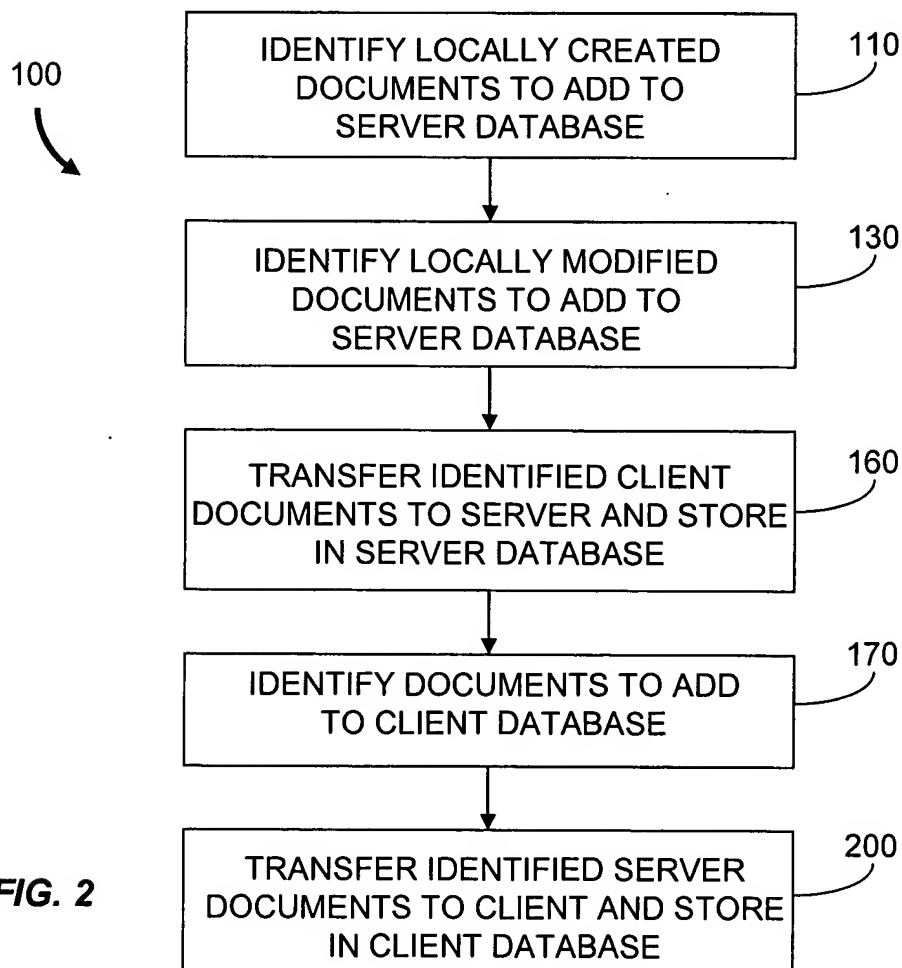 100
IDENTIFY LOCALLY CREATED
DOCUMENTS TO ADD TO
SERVER DATABASE
110
IDENTIFY LOCALLY MODIFIED
DOCUMENTS TO ADD TO
SERVER DATABASE
130
TRANSFER IDENTIFIED CLIENT
DOCUMENTS TO SERVER AND STORE
IN SERVER DATABASE
160
IDENTIFY DOCUMENTS TO ADD
TO CLIENT DATABASE
170
TRANSFER IDENTIFIED SERVER
DOCUMENTS TO CLIENT AND STORE
IN CLIENT DATABASE
200
FIG. 2